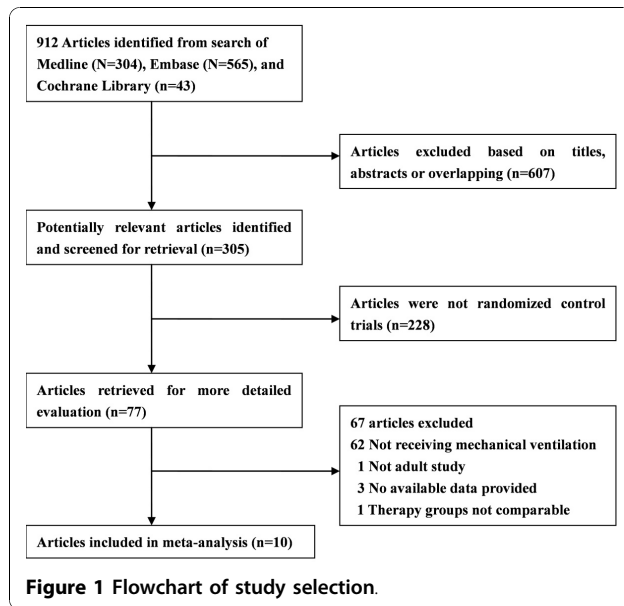 912 Articles identified from search of
Medline (N=304), Embase (N=565), and
Cochrane Library (n=43)
Articles excluded based on titles,
abstracts or overlapping (n=607)
Potentially relevant articles identified
and screened for retrieval (n=305)
Articles were not randomized control
trials (n=228)
Articles retrieved for more detailed
evaluation (n=77)
67 articles excluded
62 Not receiving mechanical ventilation
1 Not adult study
3 No available data provided
1 Therapy groups not comparable
Articles included in meta-analysis (n=10)
Figure 1 Flowchart of study selection.